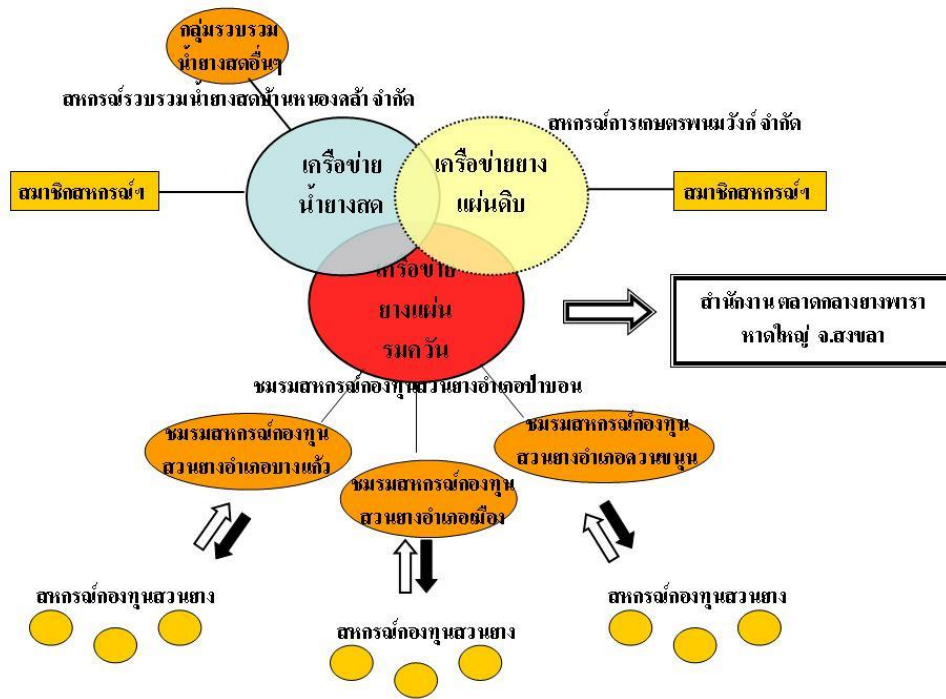 กลุ่มรวบรวม
น้ำยางสดอื่นๆ
สหกรณ์รวบรวมน้ำยางสดบ้านหนองคล้า จำกัด
สหกรณ์การเกษตรพนมวังก์ จำกัด
เครือข่าย
น้ำยางสด
เครือข่ายยาง
แผ่นดิบ
สมาชิกสหกรณ์ฯ
สมาชิกสหกรณ์ฯ
เครือข่าย
ยางแผ่น
รมควัน
สำนักงาน ตลาดกลางยางพารา
หาดใหญ่ จ.สงขลา
ชมรมสหกรณ์กองทุนสวนยางอำเภอป่าบอน
ชมรมสหกรณ์กองทุน
สวนยางอำเภอบางแก้ว
ชมรมสหกรณ์กองทุน
สวนยางอำเภอเมือง
ชมรมสหกรณ์กองทุน
สวนยางอำเภอควนขนุน
สหกรณ์กองทุนสวนยาง
สหกรณ์กองทุนสวนยาง
สหกรณ์กองทุนสวนยาง